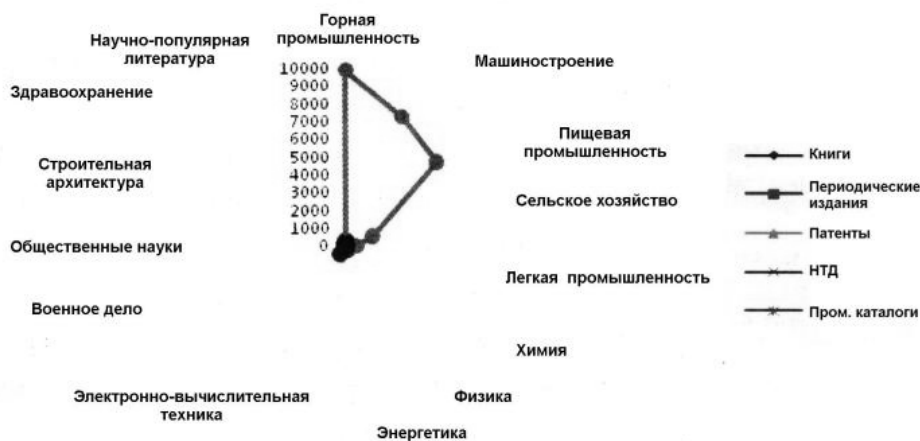 Горная
промышленность
Научно-популярная
литература
Машиностроение
Здравоохранение
Пищевая
промышленность
Строительная
архитектура
Сельское хозяйство
Общественные науки
Легкая промышленность
Военное дело
Химия
Электронно-вычислительная
техника
Физика
Энергетика
10000
9000
8000
7000
6000
5000
4000
3000
2000
1000
0
Книги
Периодические
издания
Патенты
НТД
Пром. каталоги